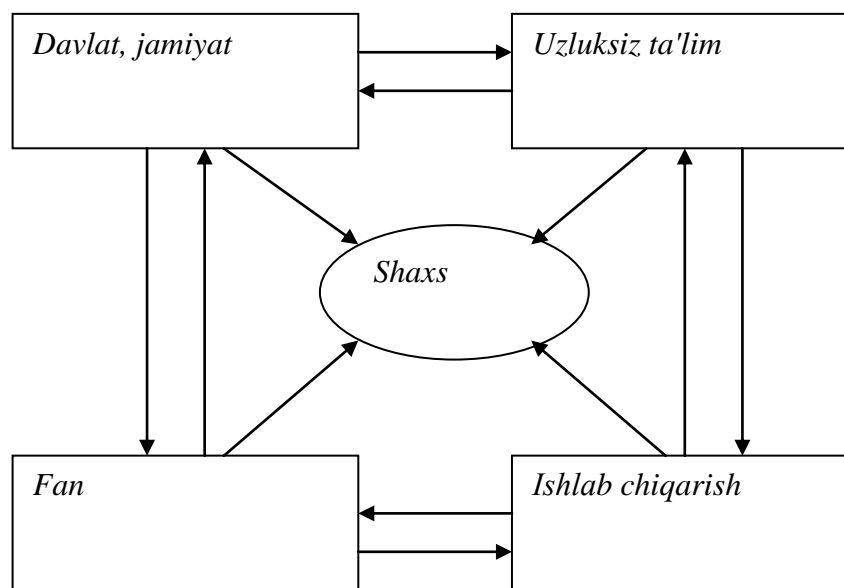 Davlat, jamiyat
Uzluksiz ta'lim
Shaxs
Fan
Ishlab chiqarish